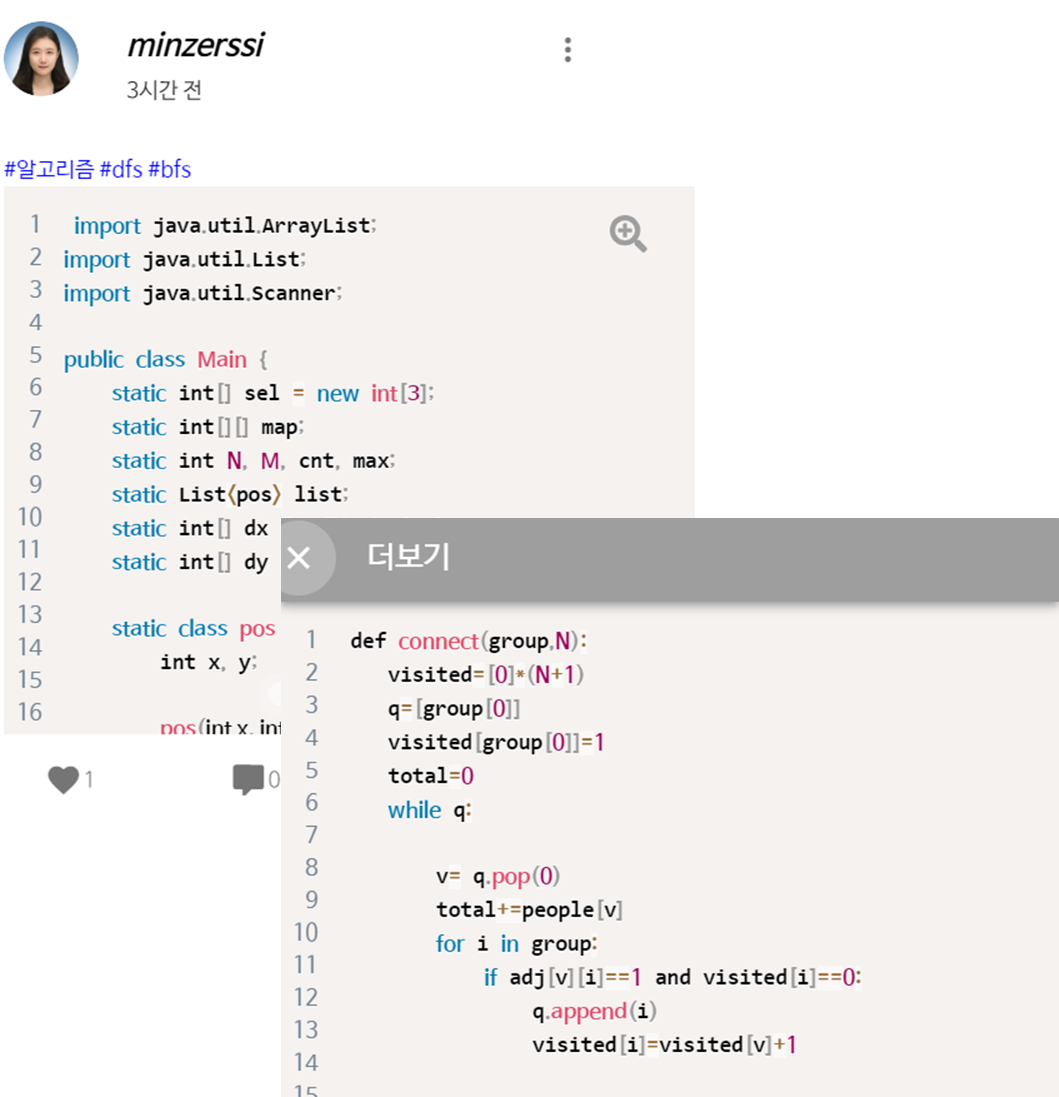 minzerssi
3시간 전
#알고리즘 #dfs #bfs
1 import java.util.ArrayList;
2 import java.util.List;
3 import java.util.Scanner;
4
5 public class Main {
6 static int[] sel = new int[3];
7 static int[][] map;
8 static int N, M, cnt, max;
9 static List<pos> list;
10 static int[] dx
11 static int[] dy
12
13 static class pos
14 int x, y;
15
16 pos(int x, int
1
0
더보기
1 def connect(group,N):
2 visited=[0]*(N+1)
3 q=[group[0]]
4 visited[group[0]]=1
5 total=0
6 while q:
7
8 v= q.pop(0)
9 total+=people[v]
10 for i in group:
11 if adj[v][i]==1 and visited[i]==0:
12 q.append(i)
13 visited[i]=visited[v]+1
14
15